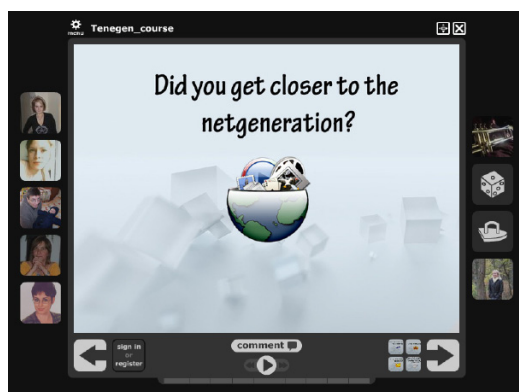 menu
Tenegen_course
Did you get closer to the
netgeneration?
sign in
or
register
comment